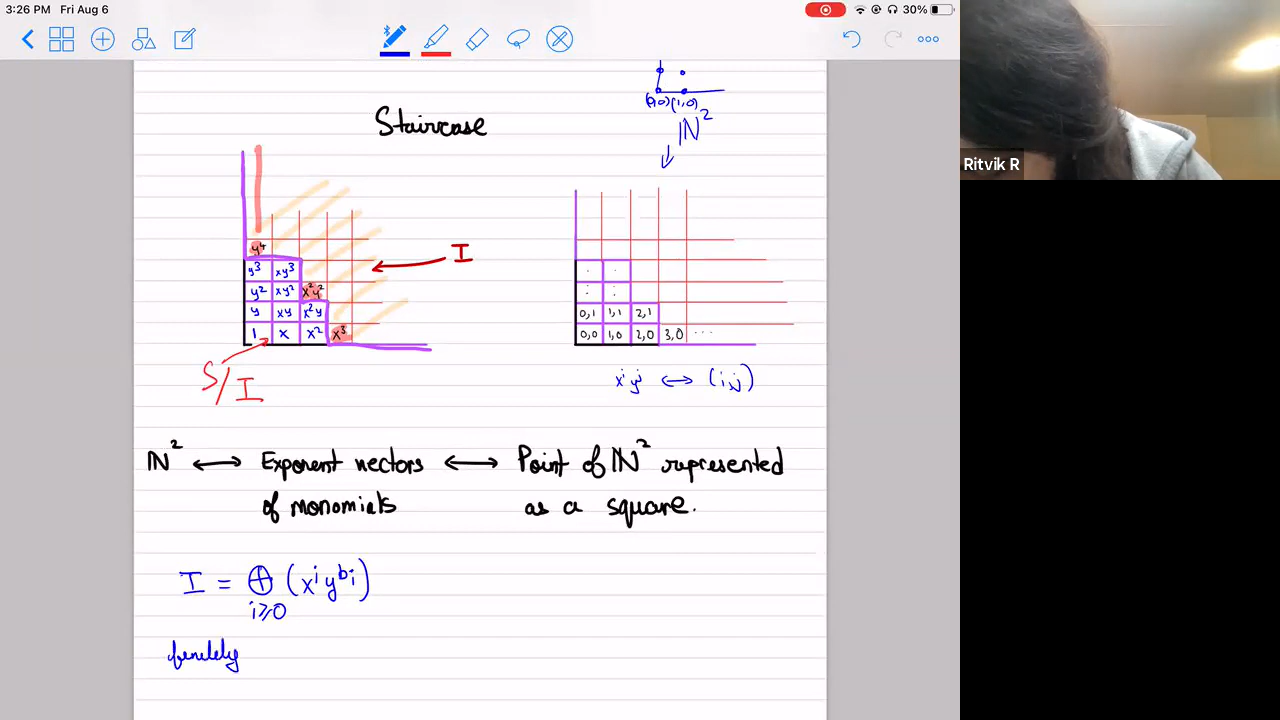 3:26 PM Fri Aug 6
30%
(0,0) (1,0)
Staircase
ℕ²
y⁴
y³ xy³
I
y² xy² x²y²
y xy x²y
1 x x² x³
S/I
. .
: :
0,1 1,1 2,1
0,0 1,0 2,0 3,0 ...
xⁱyʲ ↔ (i,j)
ℕ² ↔ Exponent vectors ↔ Point of ℕ² represented
of monomials as a square.
I = ⊕ (xⁱy^{bᵢ})
i≥0
Ritvik R